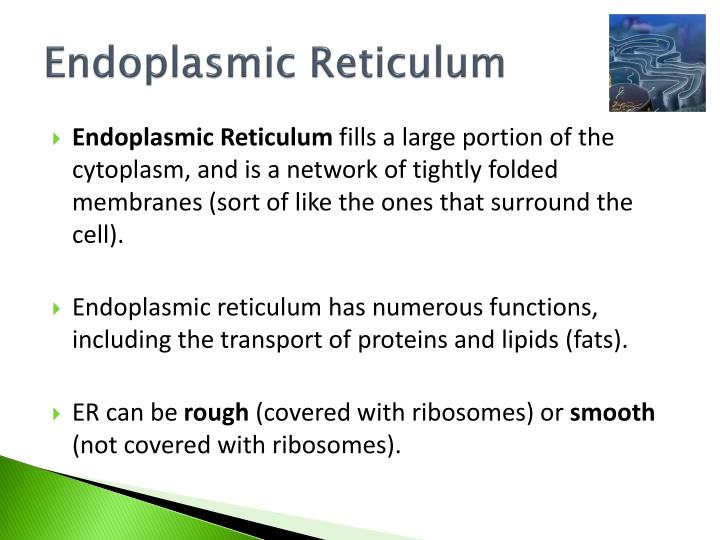 Endoplasmic Reticulum
Endoplasmic Reticulum fills a large portion of the
cytoplasm, and is a network of tightly folded
membranes (sort of like the ones that surround the
cell).
Endoplasmic reticulum has numerous functions,
including the transport of proteins and lipids (fats).
ER can be rough (covered with ribosomes) or smooth
(not covered with ribosomes).